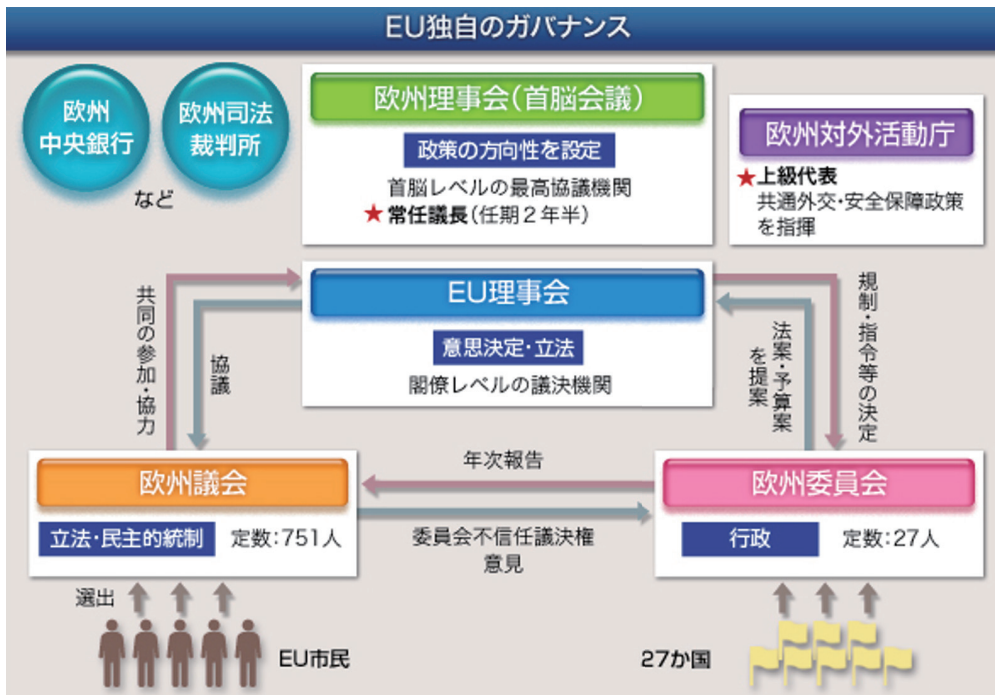 EU独自のガバナンス
欧州
中央銀行
欧州司法
裁判所
など
欧州理事会（首脳会議）
政策の方向性を設定
首脳レベルの最高協議機関
★常任議長（任期２年半）
欧州対外活動庁
★上級代表
共通外交・安全保障政策
を指揮
EU理事会
意思決定・立法
閣僚レベルの議決機関
共同の参加・協力
協議
法案・予算案
を提案
規制・指令等の決定
欧州議会
立法・民主的統制
定数：751人
年次報告
委員会不信任議決権
意見
欧州委員会
行政
定数：27人
選出
EU市民
27か国